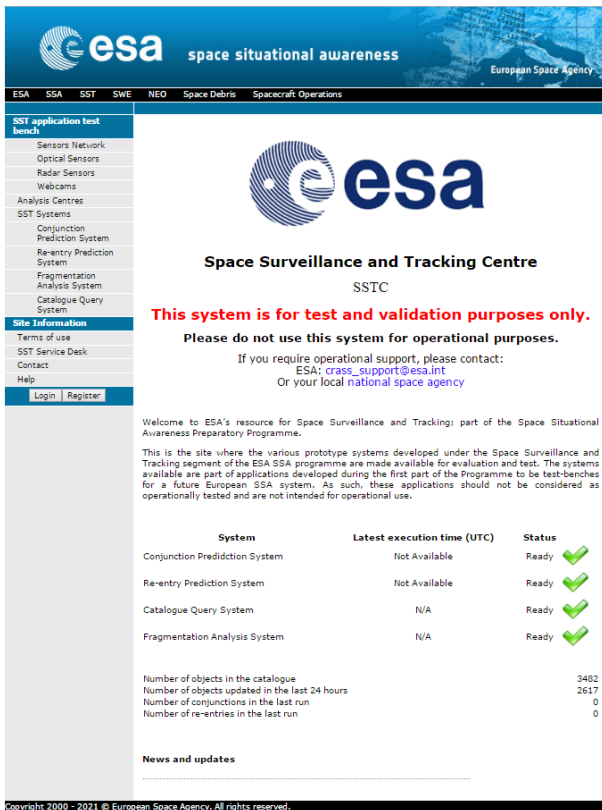 esa space situational awareness
European Space Agency
ESA SSA SST SWE NEO Space Debris Spacecraft Operations
SST application test
bench
Sensors Network
Optical Sensors
Radar Sensors
Webcams
Analysis Centres
SST Systems
Conjunction
Prediction System
Re-entry Prediction
System
Fragmentation
Analysis System
Catalogue Query
System
Site Information
Terms of use
SST Service Desk
Contact
Help
Login Register
esa
Space Surveillance and Tracking Centre
SSTC
This system is for test and validation purposes only.
Please do not use this system for operational purposes.
If you require operational support, please contact:
ESA: crass_support@esa.int
Or your local national space agency
Welcome to ESA's resource for Space Surveillance and Tracking; part of the Space Situational
Awareness Preparatory Programme.
This is the site where the various prototype systems developed under the Space Surveillance and
Tracking segment of the ESA SSA programme are made available for evaluation and test. The systems
available are part of applications developed during the first part of the Programme to be test-benches
for a future European SSA system. As such, these applications should not be considered as
operationally tested and are not intended for operational use.
System Latest execution time (UTC) Status
Conjunction Predidction System Not Available Ready
Re-entry Prediction System Not Available Ready
Catalogue Query System N/A Ready
Fragmentation Analysis System N/A Ready
Number of objects in the catalogue 3482
Number of objects updated in the last 24 hours 2617
Number of conjunctions in the last run 0
Number of re-entries in the last run 0
News and updates
Copyright 2000 - 2021 © European Space Agency. All rights reserved.